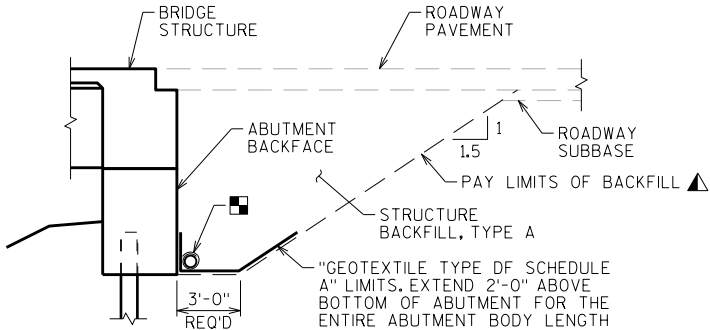 BRIDGE
STRUCTURE
ROADWAY
PAVEMENT
ABUTMENT
BACKFACE
1
1.5
ROADWAY
SUBBASE
PAY LIMITS OF BACKFILL
STRUCTURE
BACKFILL, TYPE A
"GEOTEXTILE TYPE DF SCHEDULE
A" LIMITS. EXTEND 2'-0" ABOVE
BOTTOM OF ABUTMENT FOR THE
ENTIRE ABUTMENT BODY LENGTH
3'-0"
REQ'D